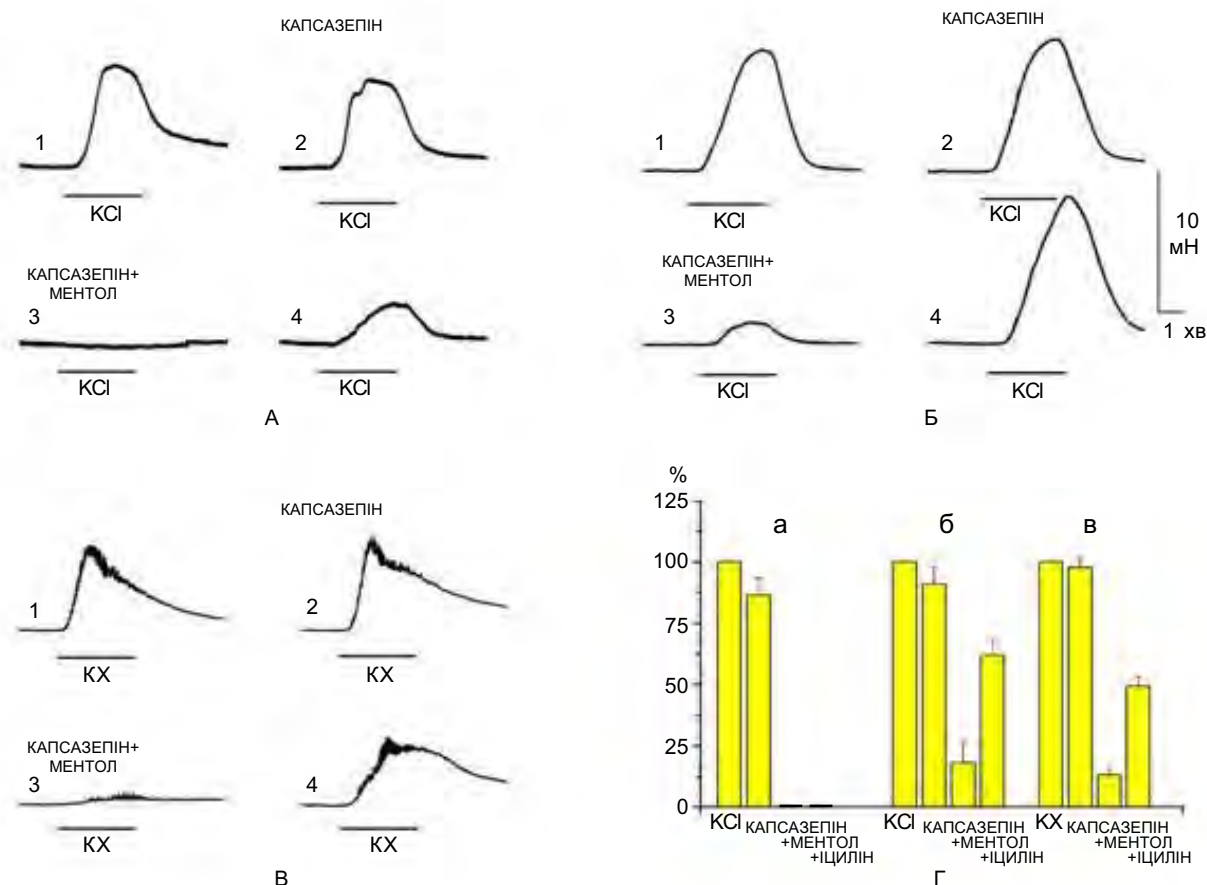 КАПСАЗЕПІН
1
2
KCl
KCl
КАПСАЗЕПІН+
МЕНТОЛ
3
4
KCl
KCl
А
КАПСАЗЕПІН
1
2
KCl
KCl
10
мН
1 хв
КАПСАЗЕПІН+
МЕНТОЛ
3
4
KCl
KCl
Б
КАПСАЗЕПІН
1
2
КХ
КХ
КАПСАЗЕПІН+
МЕНТОЛ
3
4
КХ
КХ
В
%
125
100
75
50
25
0
а
б
в
KCl КАПСАЗЕПІН
+МЕНТОЛ
+ІЦИЛІН
KCl КАПСАЗЕПІН
+МЕНТОЛ
+ІЦИЛІН
КХ КАПСАЗЕПІН
+МЕНТОЛ
+ІЦИЛІН
Г